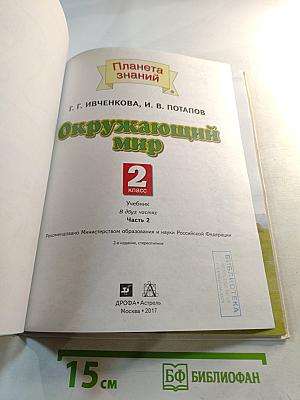 Планета
знаний
Г. Г. ИВЧЕНКОВА, И. В. ПОТАПОВ
Окружающий
мир
2
класс
Учебник
В двух частях
Часть 2
Рекомендовано Министерством образования и науки Российской Федерации
2-е издание, стереотипное
БИБЛИОТЕКА
ДРОФА • Астрель
Москва • 2017
15 см
БФ БИБЛИОФАН